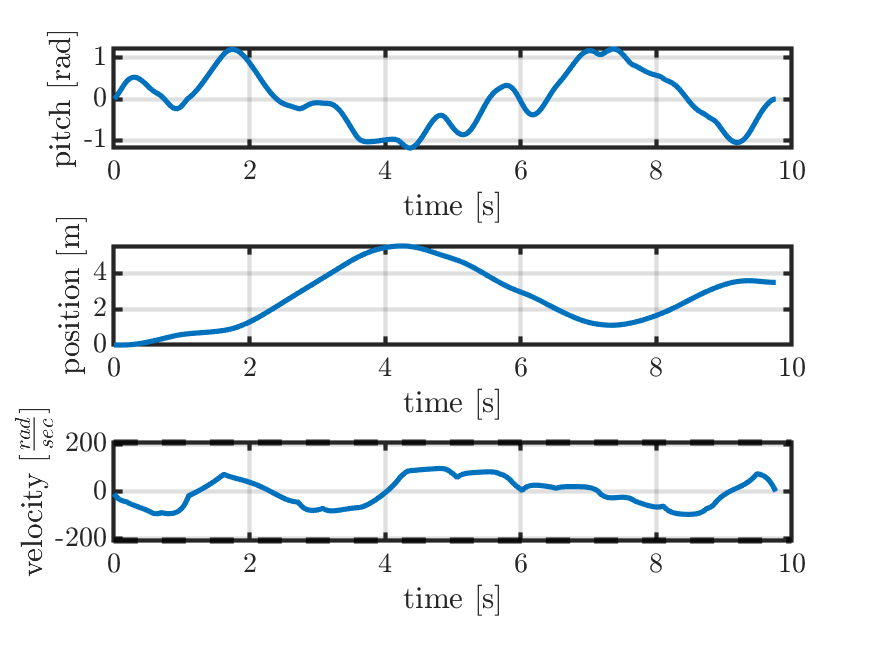 pitch [rad]
1
0
-1
0 2 4 6 8 10
time [s]
position [m]
4
2
0
0 2 4 6 8 10
time [s]
velocity [rad/sec]
200
0
-200
0 2 4 6 8 10
time [s]